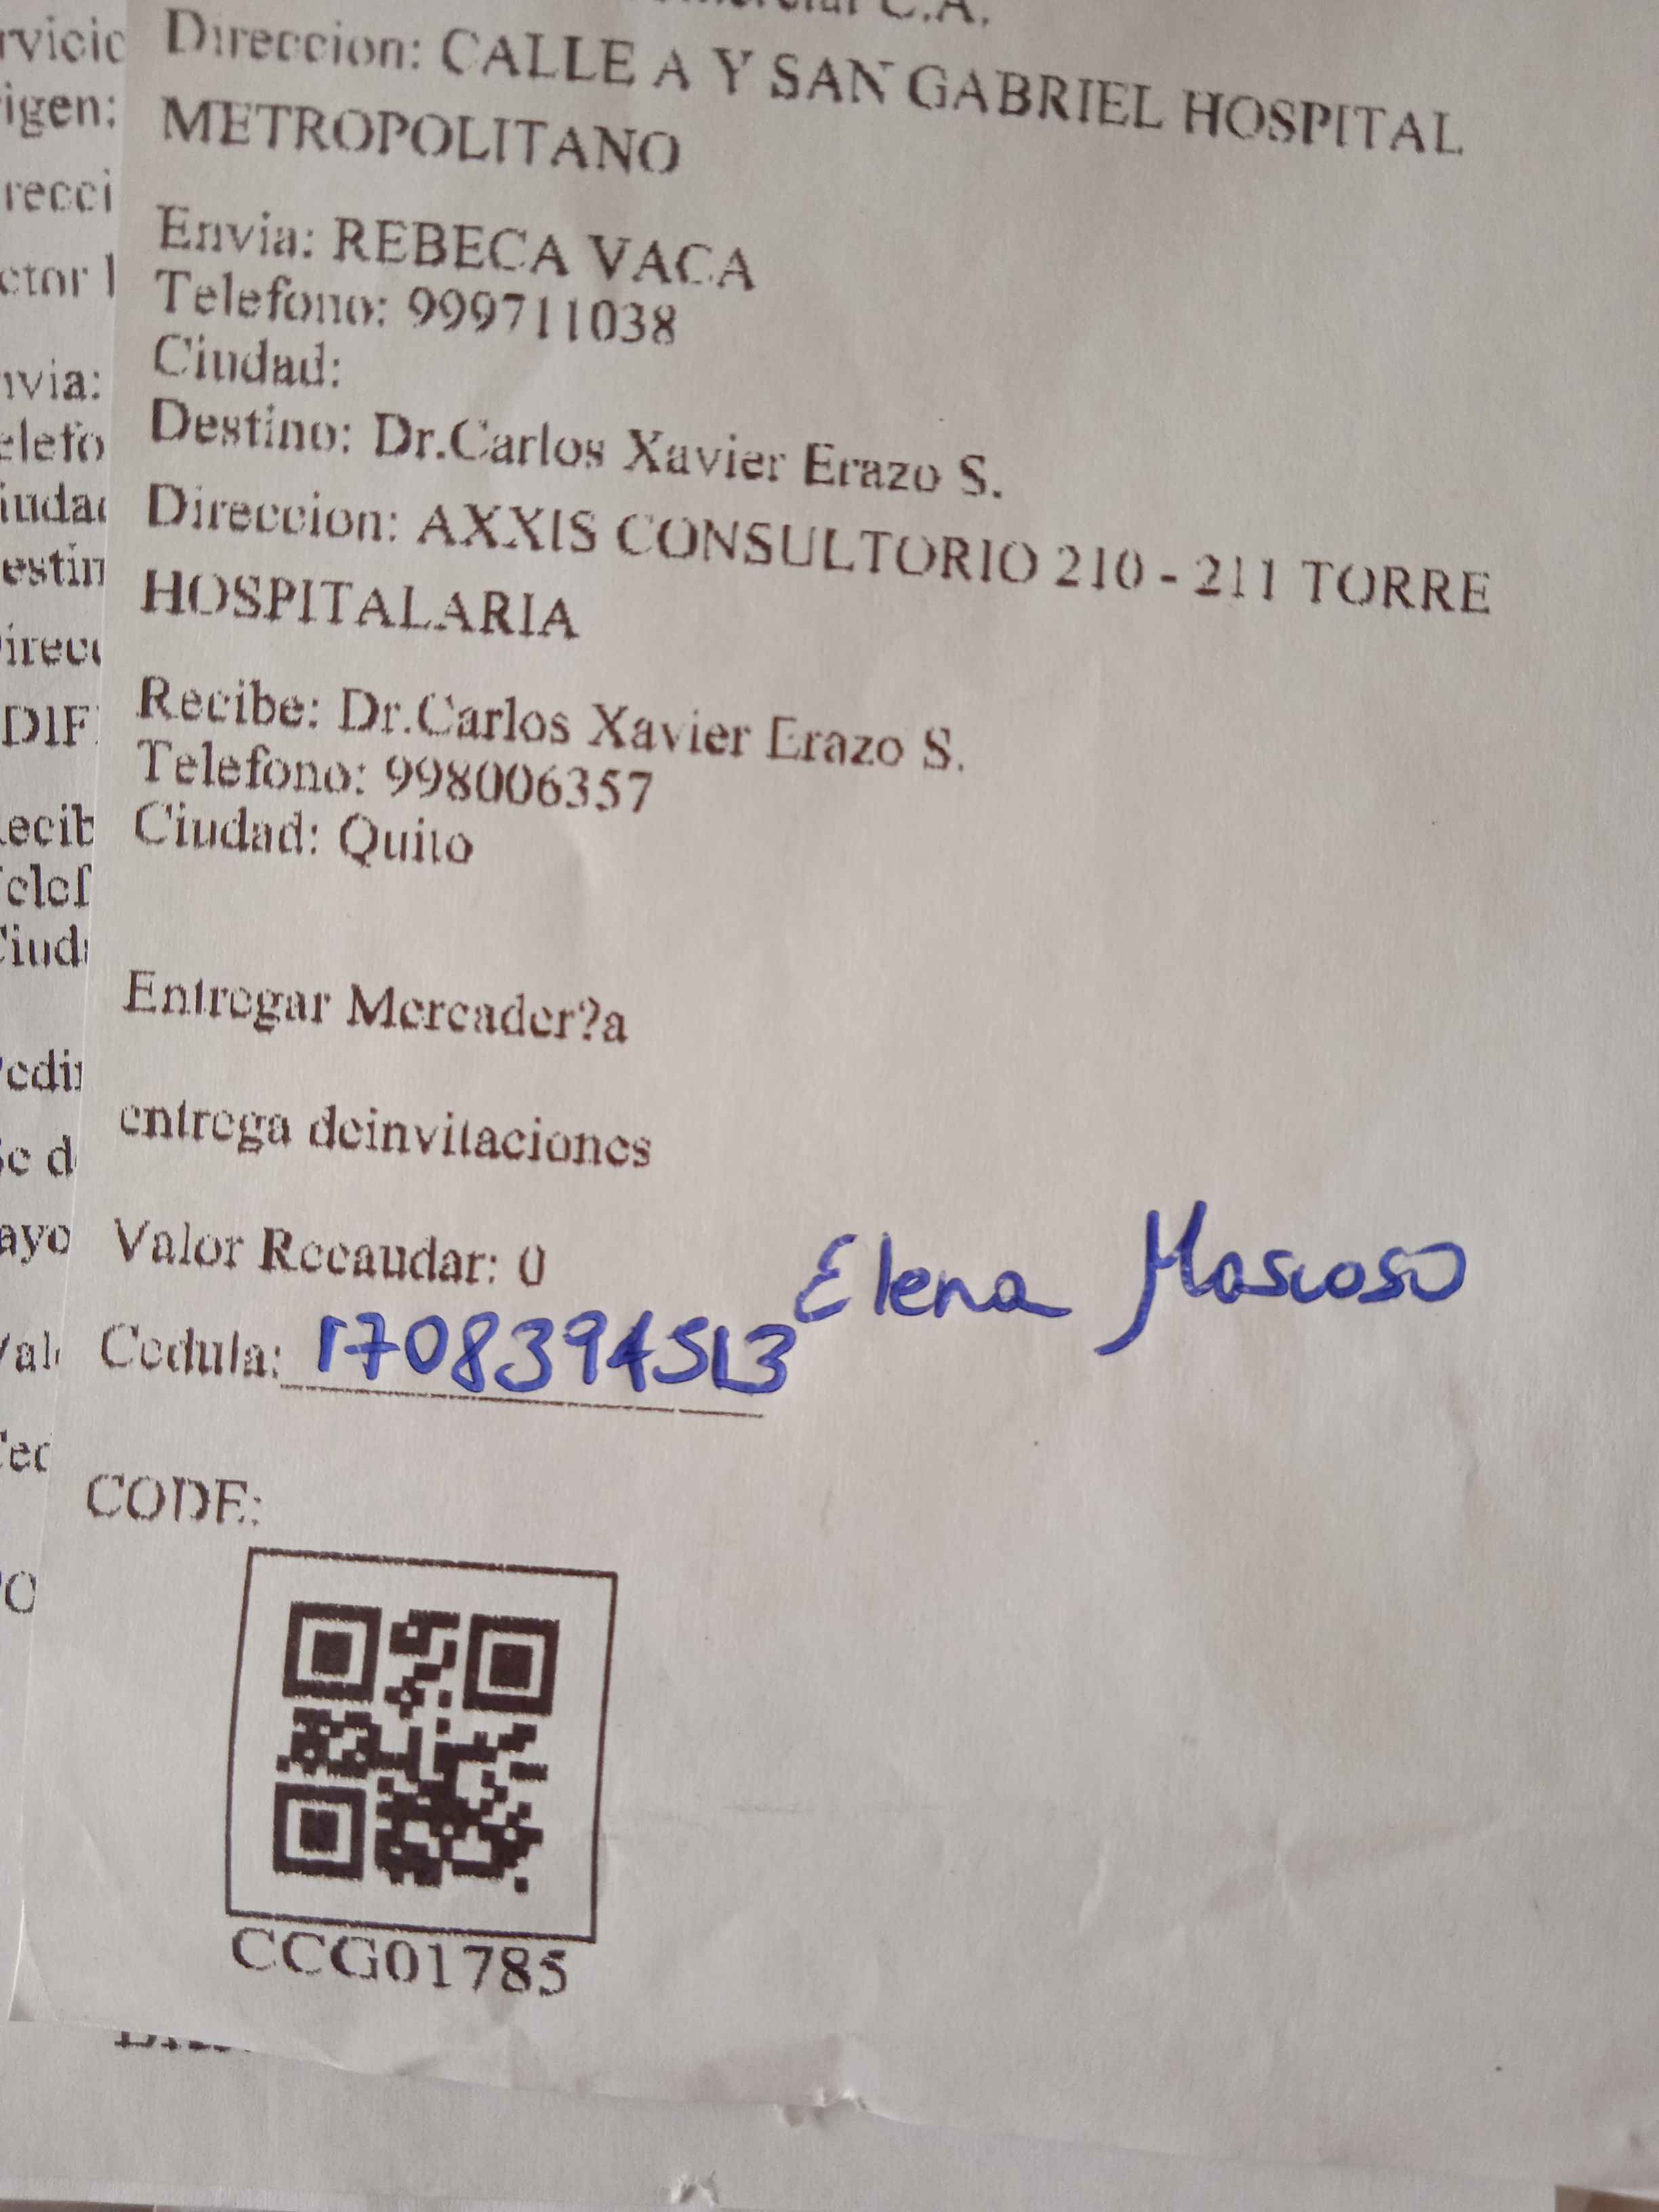 C.A.
Direccion: CALLE A Y SAN GABRIEL HOSPITAL
METROPOLITANO
Envia: REBECA VACA
Telefono: 999711038
Ciudad:
Destino: Dr.Carlos Xavier Erazo S.
Direccion: AXXIS CONSULTORIO 210 - 211 TORRE
HOSPITALARIA
Recibe: Dr.Carlos Xavier Erazo S.
Telefono: 998006357
Ciudad: Quito
Entregar Mercader?a
entrega deinvitaciones
Valor Recaudar: 0
Elena Moscoso
Cedula: 1708394513
CODE:
CCG01785